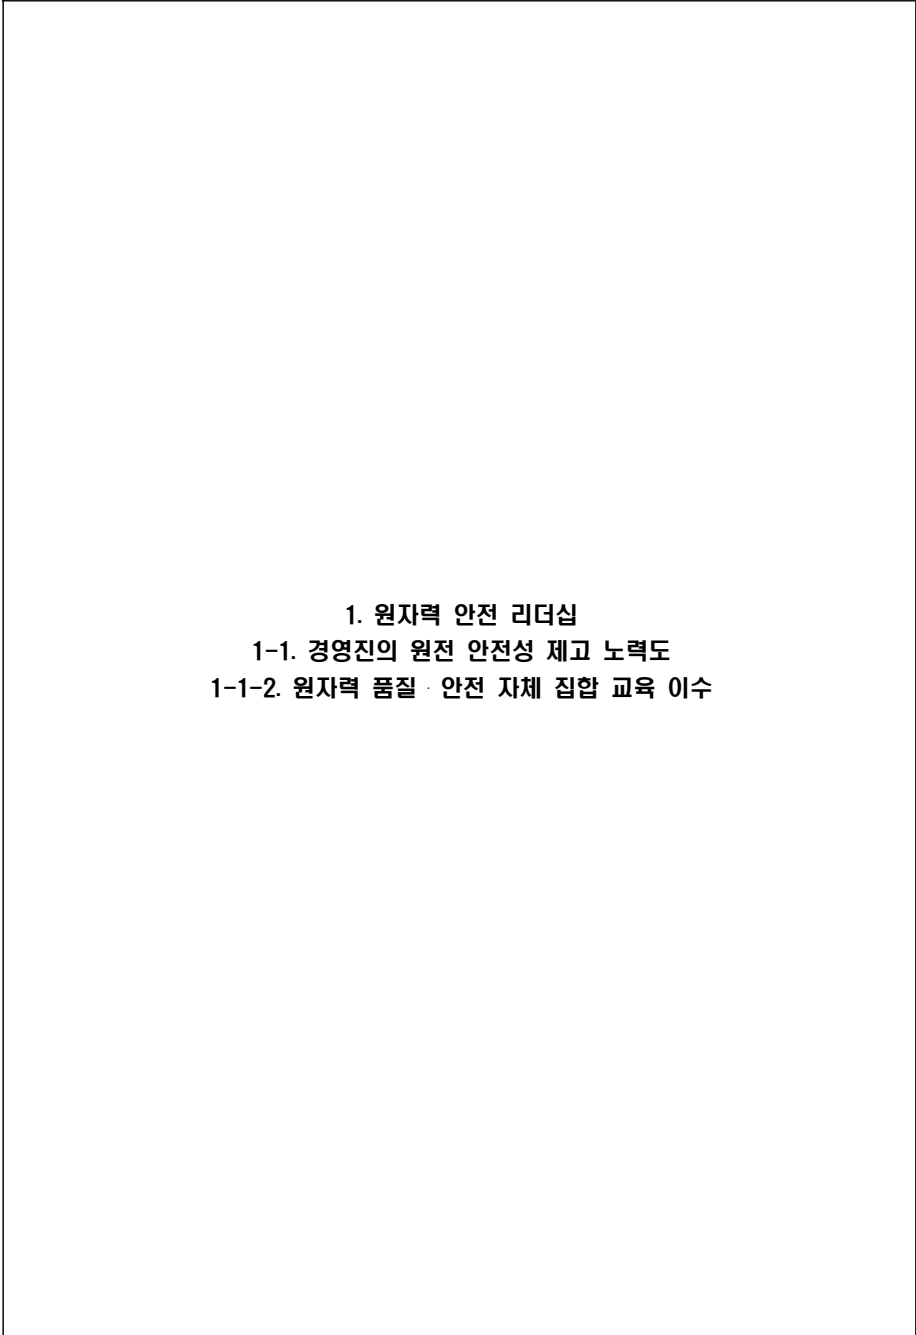 1. 원자력 안전 리더십
1-1. 경영진의 원전 안전성 제고 노력도
1-1-2. 원자력 품질·안전 자체 집합 교육 이수